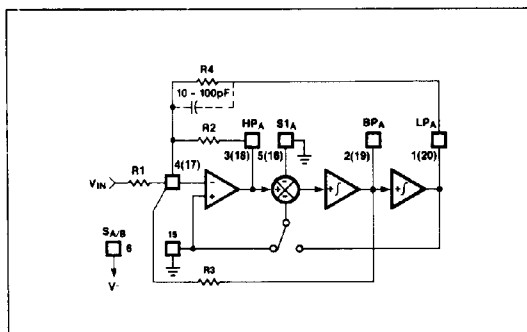 R4
10 – 100pF
R2
HPA
S1A
BPA
LPA
3(18)
5(16)
2(19)
1(20)
R1
4(17)
VIN
–
+
+
–
–
+∫
+∫
SA/B
6
15
V-
R3